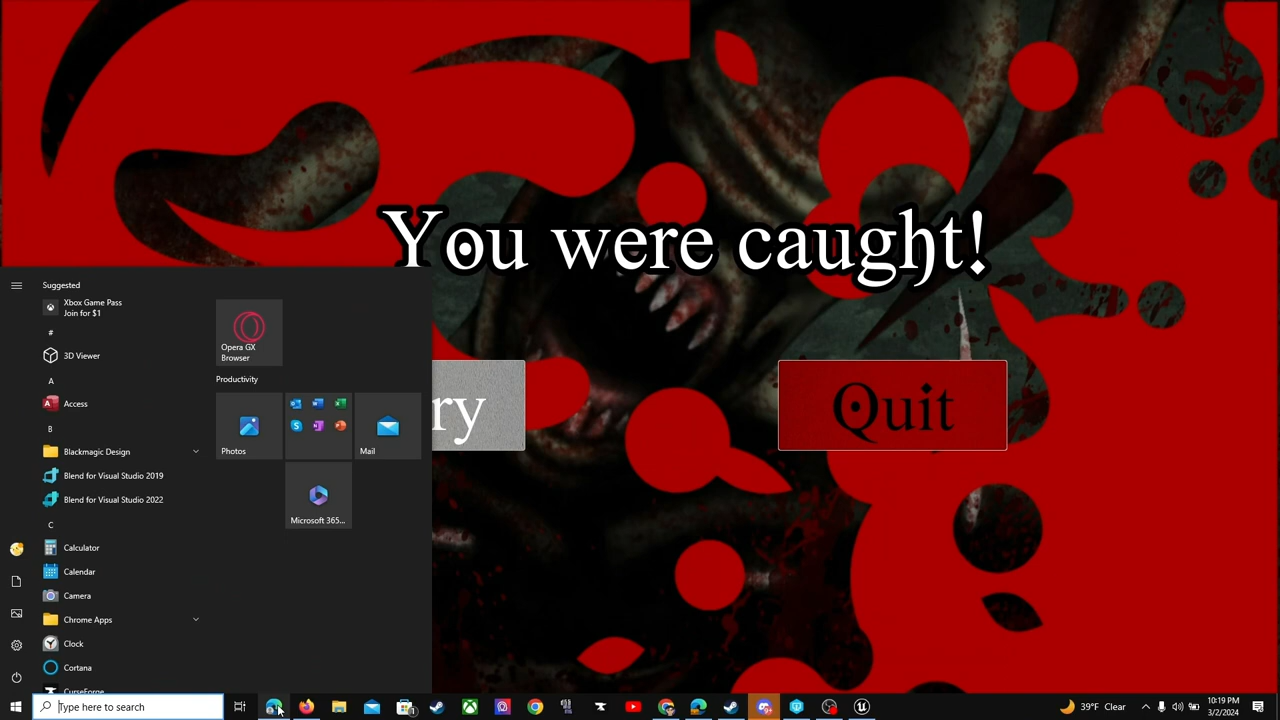 You were caught!
ry
Quit
Suggested
Xbox Game Pass
Join for $1
#
3D Viewer
A
Access
B
Blackmagic Design
Blend for Visual Studio 2019
Blend for Visual Studio 2022
C
Calculator
Calendar
Camera
Chrome Apps
Clock
Cortana
CurseForge
Opera GX
Browser
Productivity
Photos
Mail
Microsoft 365...
Type here to search
39°F Clear
10:19 PM
3/2/2024